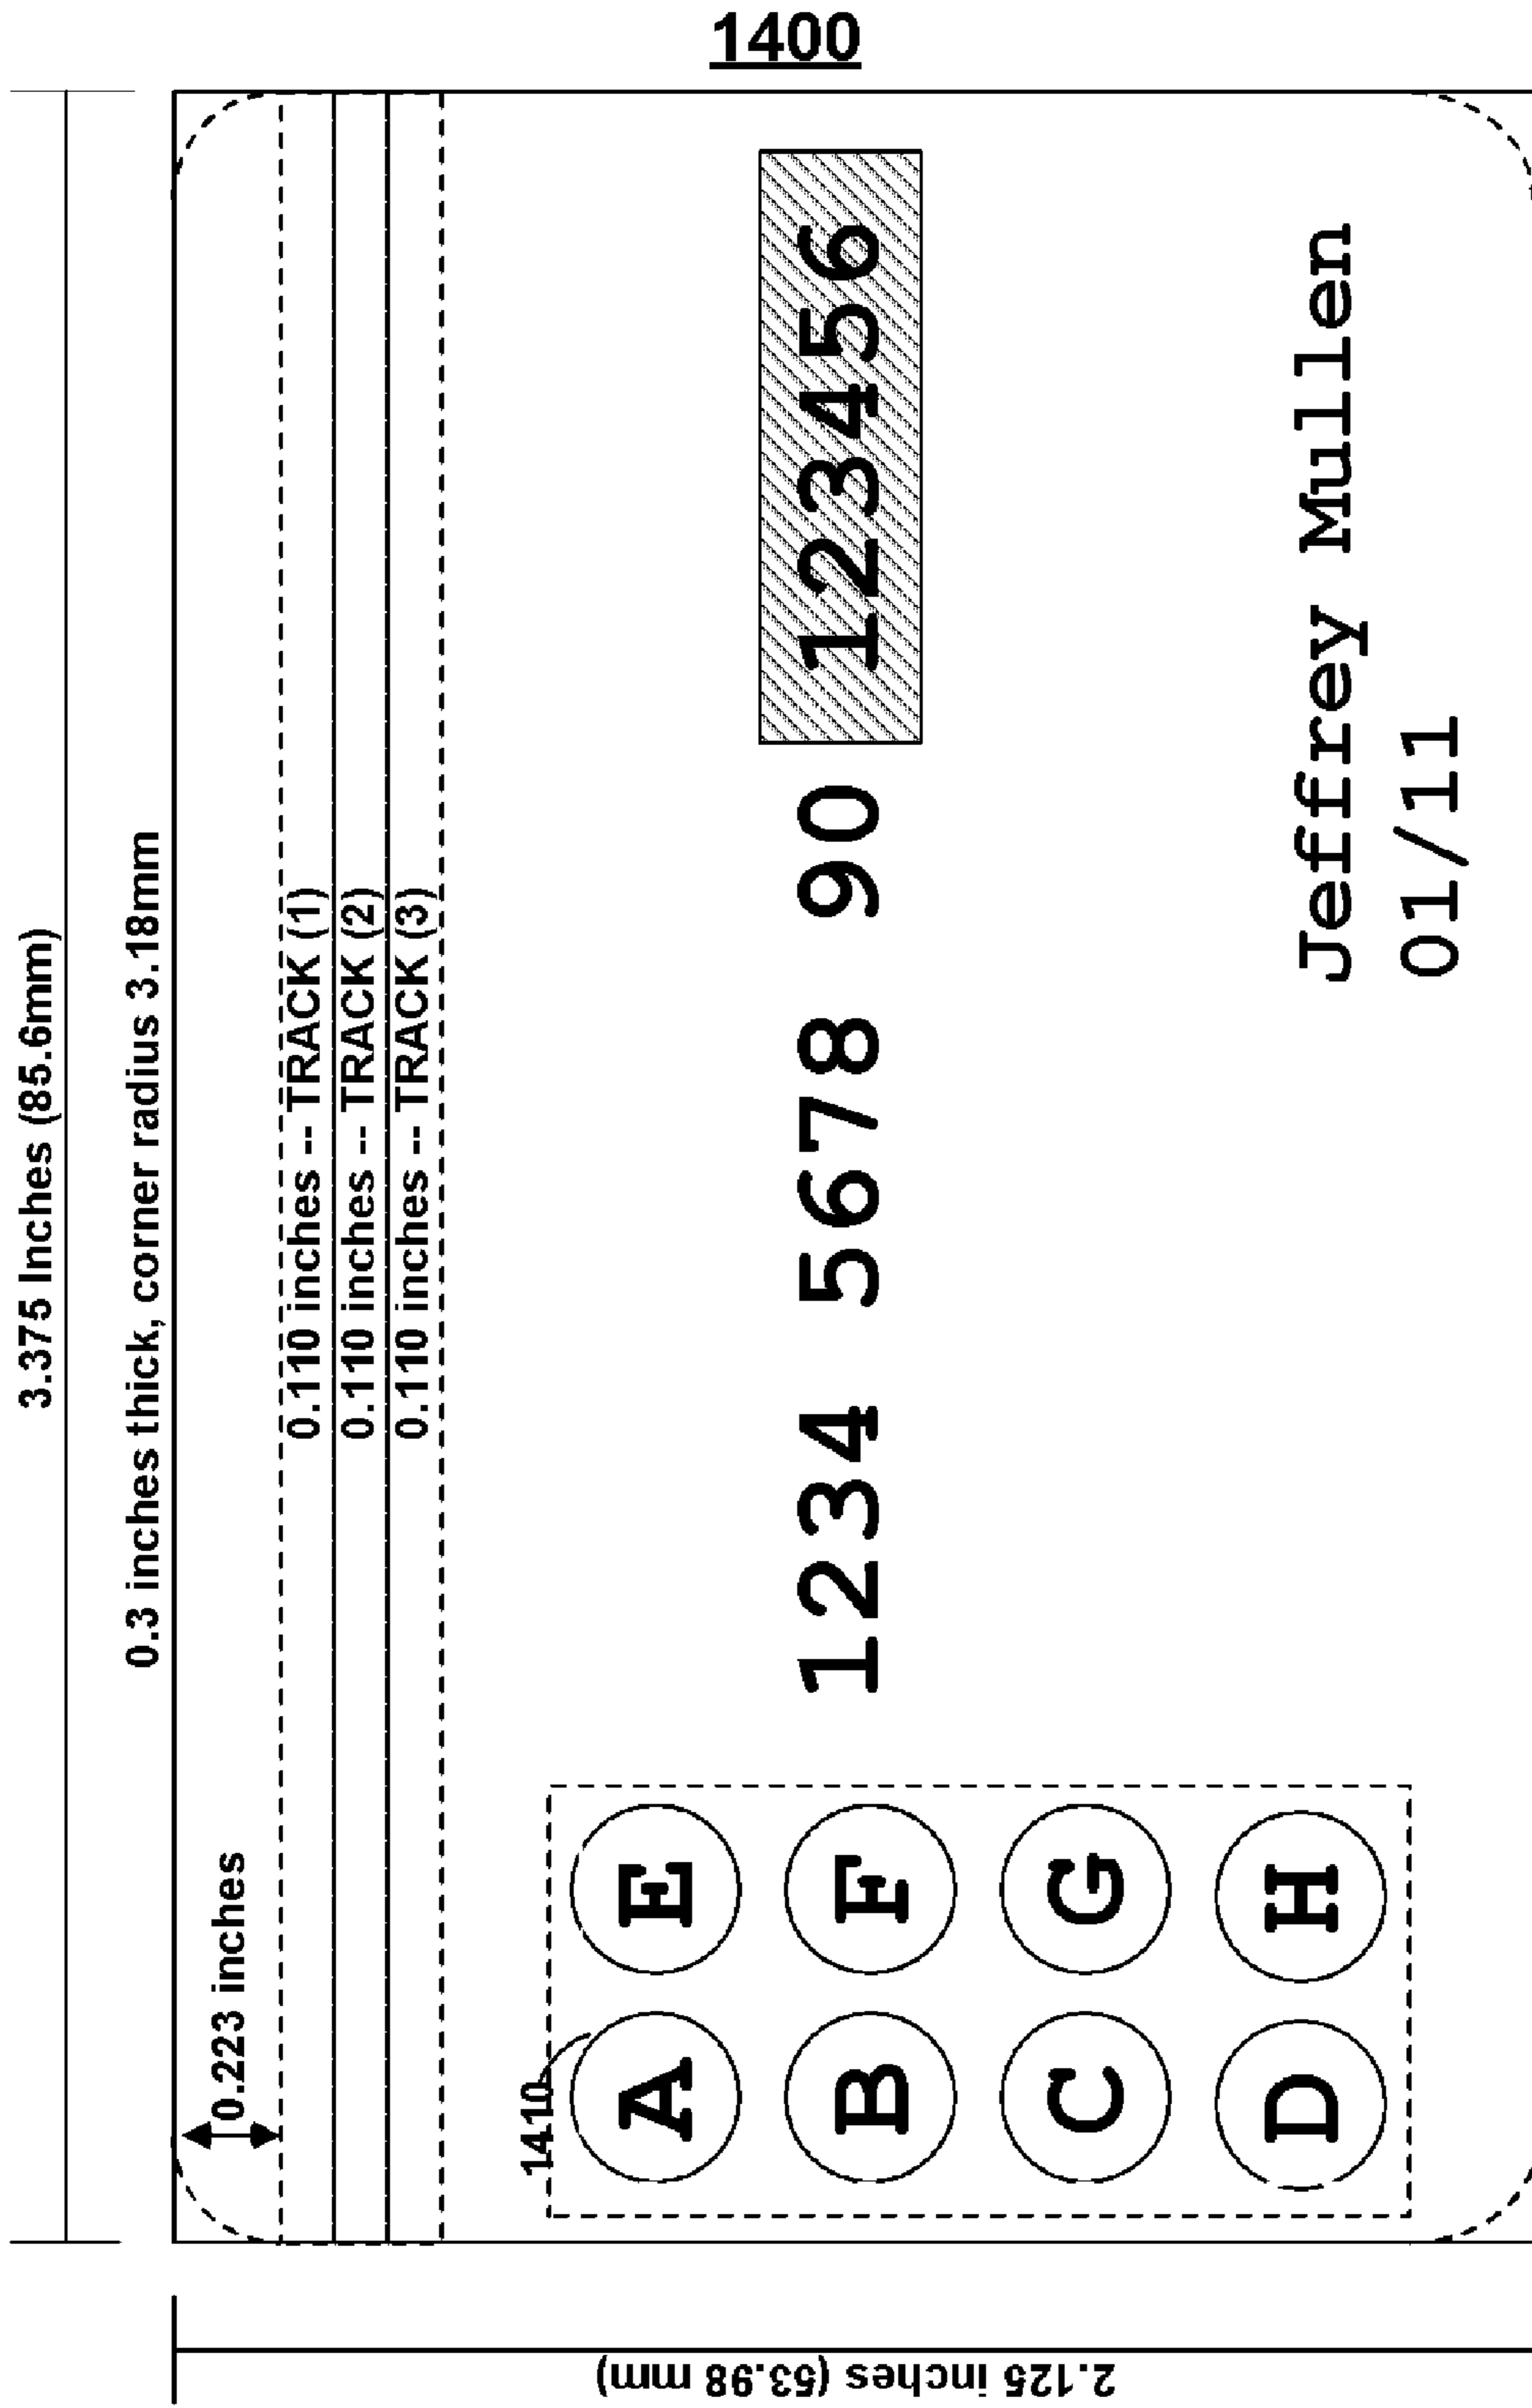 1400
3.375 Inches (85.6mm)
0.3 inches thick, corner radius 3.18mm
0.223 inches
0.110 inches -- TRACK (1)
0.110 inches -- TRACK (2)
0.110 inches -- TRACK (3)
2.125 inches (53.98 mm)
1410
A E
B F
C G
D H
1234 5678 90 123456
Jeffrey Mullen
01/11